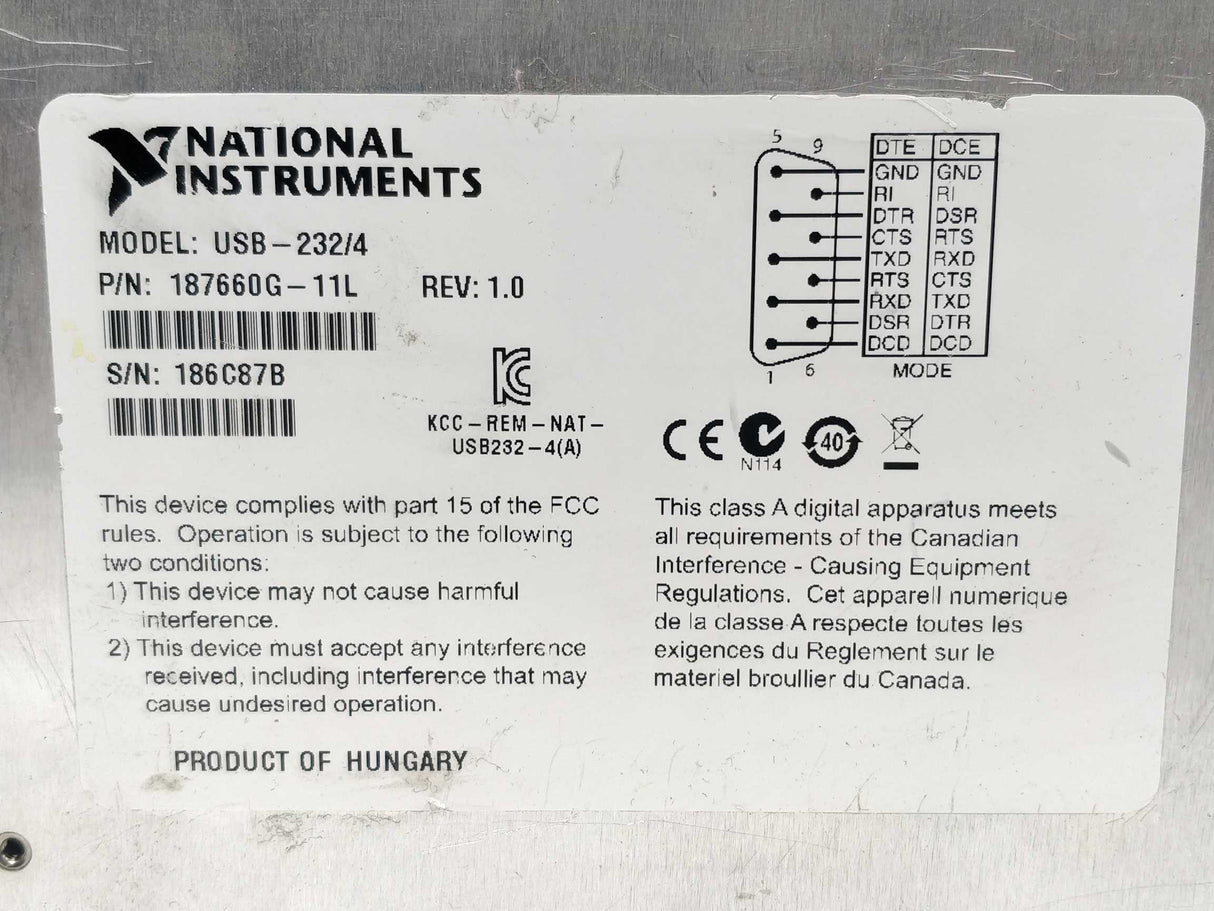 NATIONAL
INSTRUMENTS
MODEL: USB-232/4
P/N: 187660G-11L REV: 1.0
S/N: 186C87B
KCC-REM-NAT-
USB232-4(A)
This device complies with part 15 of the FCC
rules. Operation is subject to the following
two conditions:
1) This device may not cause harmful
interference.
2) This device must accept any interference
received, including interference that may
cause undesired operation.
PRODUCT OF HUNGARY
5 9
DTE DCE
GND GND
RI RI
DTR DSR
CTS RTS
TXD RXD
RTS CTS
RXD TXD
DSR DTR
DCD DCD
1 6 MODE
CE N114 40
This class A digital apparatus meets
all requirements of the Canadian
Interference - Causing Equipment
Regulations. Cet appareil numerique
de la classe A respecte toutes les
exigences du Reglement sur le
materiel broullier du Canada.